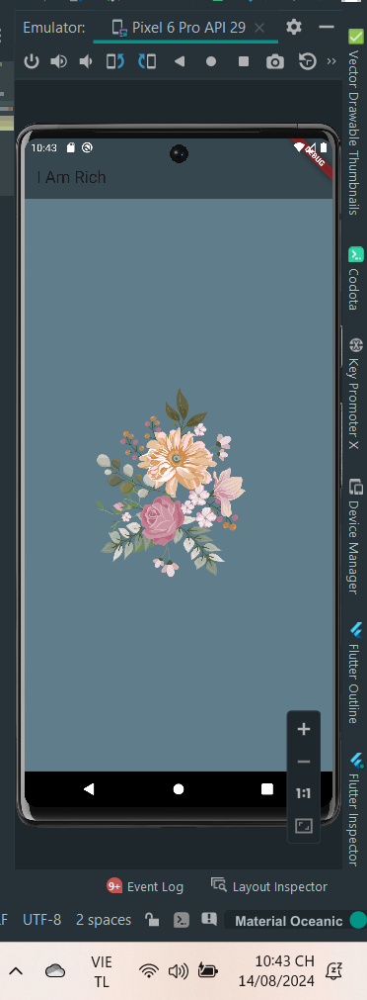 Emulator:
Pixel 6 Pro API 29
10:43
DEBUG
I Am Rich
1:1
Vector Drawable Thumbnails
Codota
Key Promoter X
Device Manager
Flutter Outline
Flutter Inspector
9+ Event Log
Layout Inspector
F UTF-8 2 spaces
Material Oceanic
VIE
TL
10:43 CH
14/08/2024